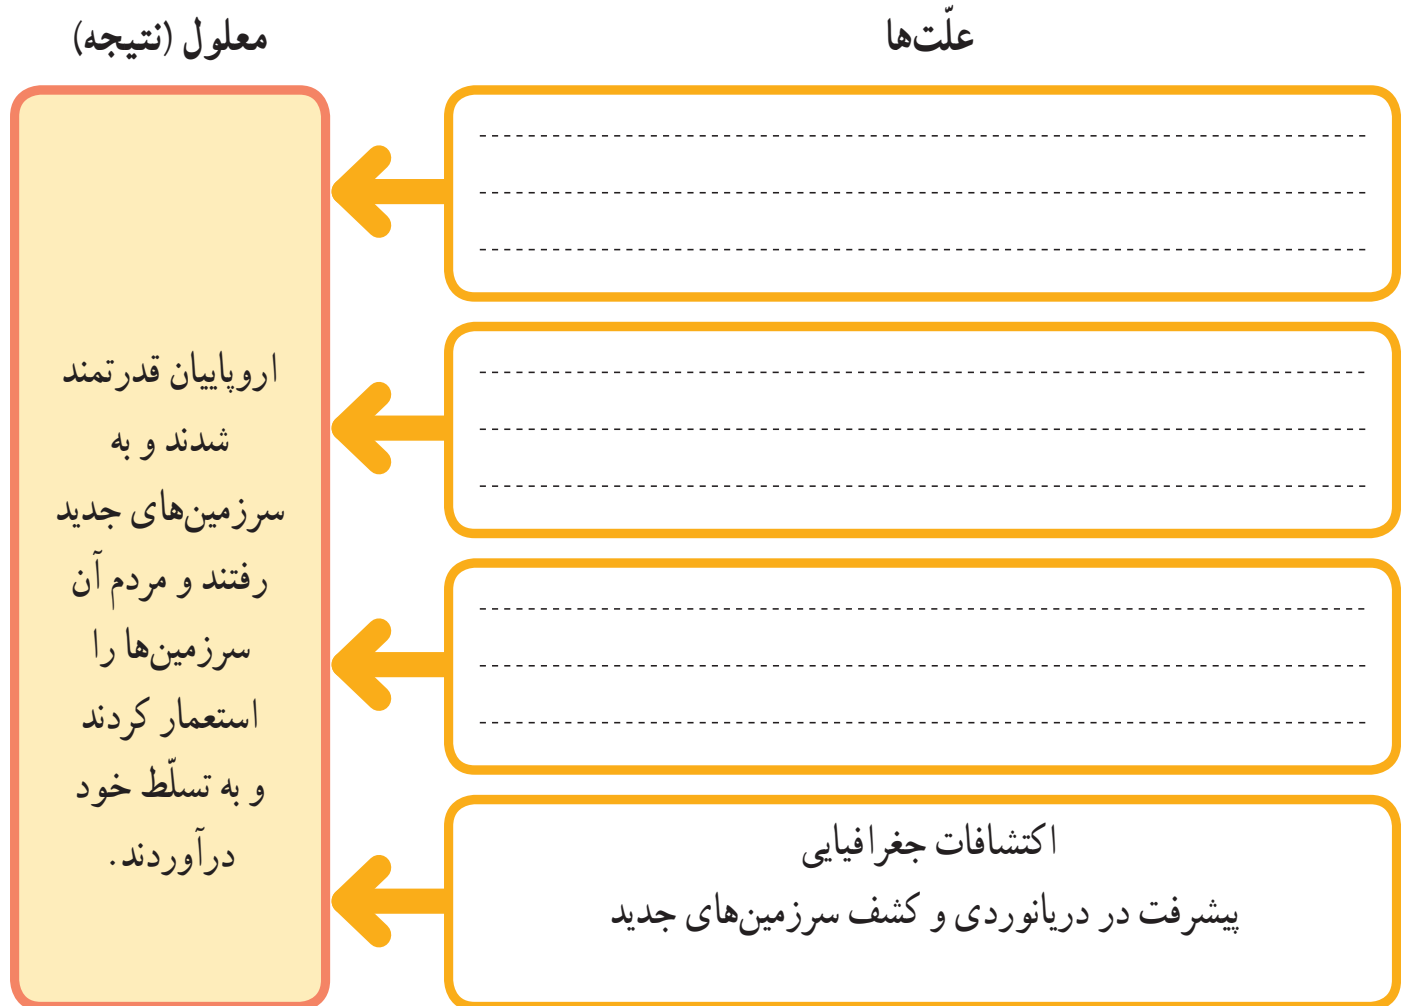 علّت‌ها
معلول (نتیجه)
اکتشافات جغرافیایی
پیشرفت در دریانوردی و کشف سرزمین‌های جدید
اروپاییان قدرتمند
شدند و به
سرزمین‌های جدید
رفتند و مردم آن
سرزمین‌ها را
استعمار کردند
و به تسلّط خود
درآوردند.